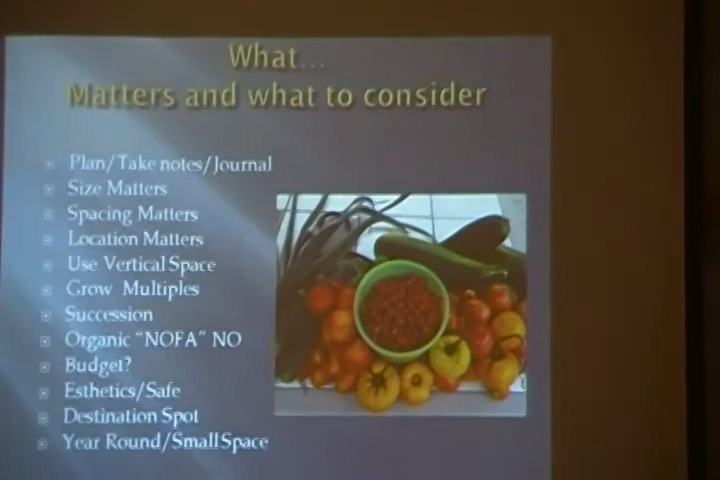 What...
Matters and what to consider
Plan/Take notes/Journal
Size Matters
Spacing Matters
Location Matters
Use Vertical Space
Grow Multiples
Succession
Organic “NOFA” NO
Budget?
Esthetics/Safe
Destination Spot
Year Round/Small Space